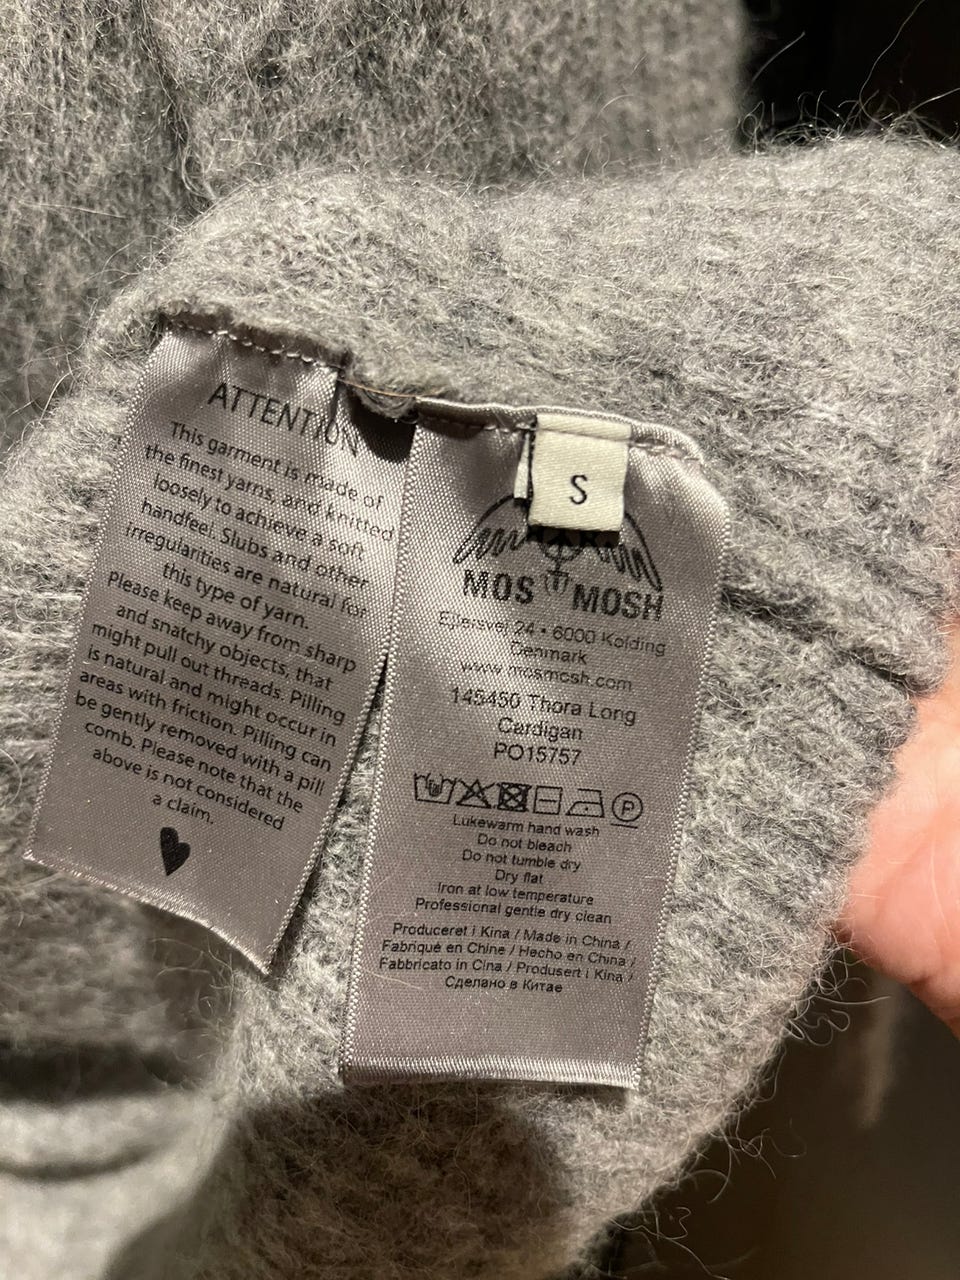 ATTENTION
This garment is made of
the finest yarns, and knitted
loosely to achieve a soft
handfeel. Slubs and other
irregularities are natural for
this type of yarn.
Please keep away from sharp
and snatchy objects, that
might pull out threads. Pilling
is natural and might occur in
areas with friction. Pilling can
be gently removed with a pill
comb. Please note that the
above is not considered
a claim.
S
MOS MOSH
24 • 6000 Kolding
Denmark
www.mosmosh.com
145450 Thora Long
Cardigan
PO15757
P
Lukewarm hand wash
Do not bleach
Do not tumble dry
Dry flat
Iron at low temperature
Professional gentle dry clean
Produceret i Kina / Made in China /
Fabriqué en Chine / Hecho en China /
Fabbricato in Cina / Produsert i Kina /
Сделано в Китае